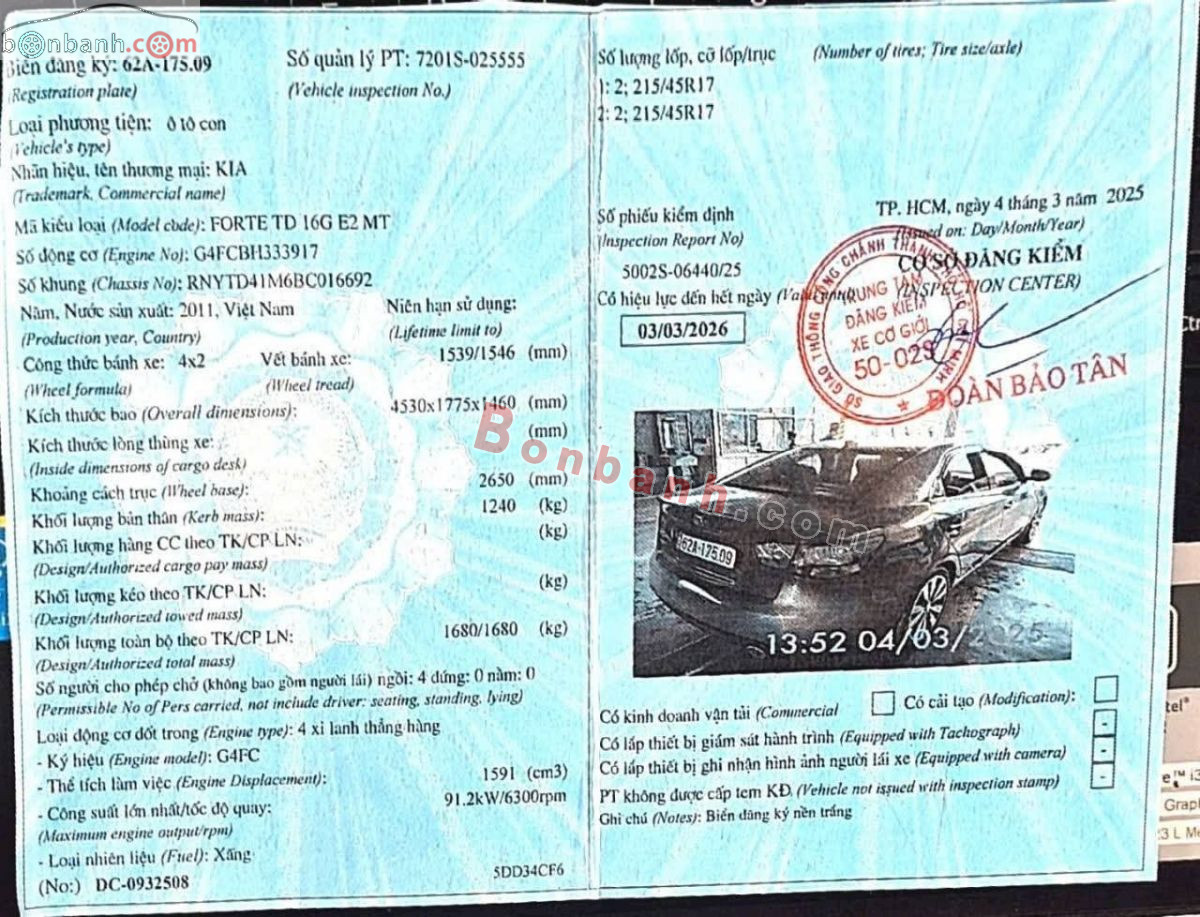 bonbanh.com
Biển đăng ký: 62A-175.09
(Registration plate)
Số quản lý PT: 7201S-025555
(Vehicle inspection No.)
Loại phương tiện: ô tô con
(Vehicle's type)
Nhãn hiệu, tên thương mại: KIA
(Trademark, Commercial name)
Mã kiểu loại (Model code): FORTE TD 16G E2 MT
Số động cơ (Engine No): G4FCBH333917
Số khung (Chassis No): RNYTD41M6BC016692
Năm, Nước sản xuất: 2011, Việt Nam
(Production year, Country)
Niên hạn sử dụng:
(Lifetime limit to)
Công thức bánh xe: 4x2
(Wheel formula)
Vết bánh xe: 1539/1546 (mm)
(Wheel tread)
Kích thước bao (Overall dimensions): 4530x1775x1460 (mm)
Kích thước lòng thùng xe: (mm)
(Inside dimensions of cargo desk)
Khoảng cách trục (Wheel base): 2650 (mm)
Khối lượng bản thân (Kerb mass): 1240 (kg)
Khối lượng hàng CC theo TK/CP LN: (kg)
(Design/Authorized cargo pay mass)
Khối lượng kéo theo TK/CP LN: (kg)
(Design/Authorized towed mass)
Khối lượng toàn bộ theo TK/CP LN: 1680/1680 (kg)
(Design/Authorized total mass)
Số người cho phép chở (không bao gồm người lái) ngồi: 4 đứng: 0 nằm: 0
(Permissible No of Pers carried, not include driver: seating, standing, lying)
Loại động cơ đốt trong (Engine type): 4 xi lanh thẳng hàng
- Ký hiệu (Engine model): G4FC
- Thể tích làm việc (Engine Displacement): 1591 (cm3)
- Công suất lớn nhất/tốc độ quay: 91.2kW/6300rpm
(Maximum engine output/rpm)
- Loại nhiên liệu (Fuel): Xăng
(No:) DC-0932508
5DD34CF6
Số lượng lốp, cỡ lốp/trục (Number of tires; Tire size/axle)
1: 2; 215/45R17
2: 2; 215/45R17
Số phiếu kiểm định
(Inspection Report No)
5002S-06440/25
Có hiệu lực đến hết ngày
03/03/2026
TP. HCM, ngày 4 tháng 3 năm 2025
(Issued on: Day/Month/Year)
CƠ SỞ ĐĂNG KIỂM
(INSPECTION CENTER)
SỞ GIAO THÔNG CÔNG CHÁNH THÀNH PHỐ HỒ CHÍ MINH
TRUNG TÂM
ĐĂNG KIỂM
XE CƠ GIỚI
50-02S
ĐOÀN BẢO TÂN
Bonbanh.com
62A-175.09
13:52 04/03/2025
Có kinh doanh vận tải (Commercial
Có cải tạo (Modification):
Có lắp thiết bị giám sát hành trình (Equipped with Tachograph)
Có lắp thiết bị ghi nhận hình ảnh người lái xe (Equipped with camera)
PT không được cấp tem KĐ (Vehicle not issued with inspection stamp)
Ghi chú (Notes): Biển đăng ký nền trắng